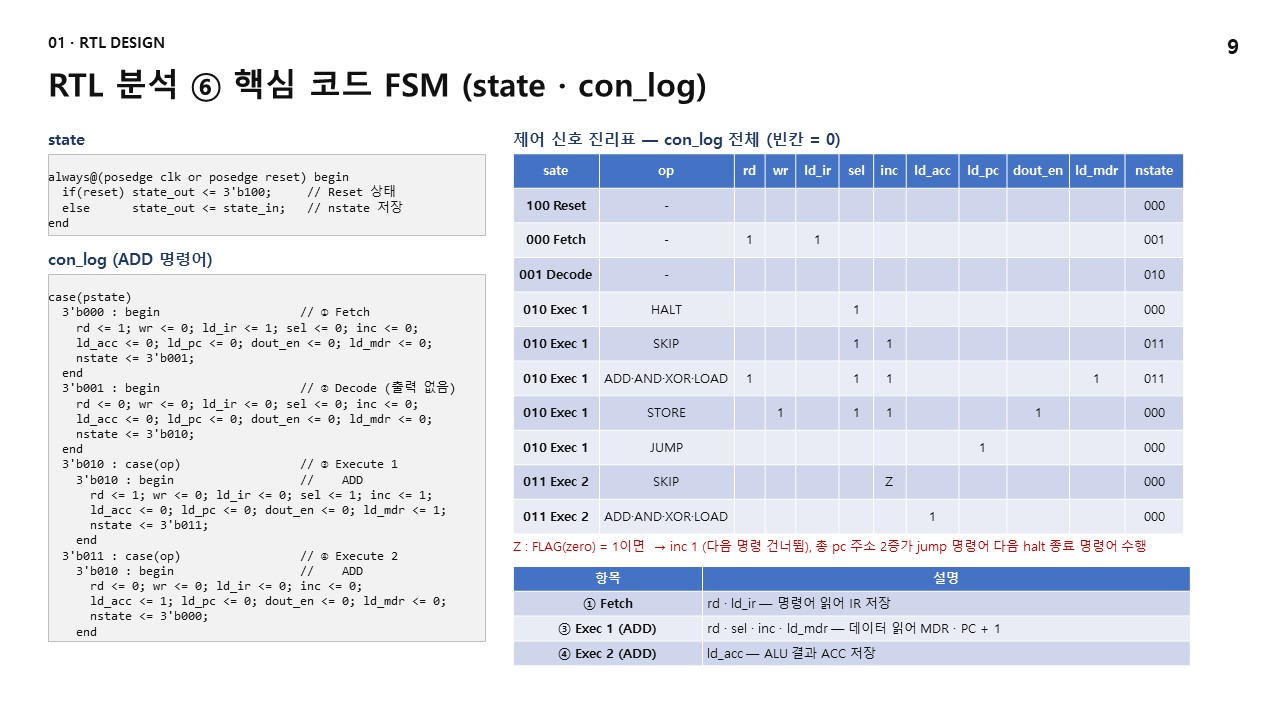 01 · RTL DESIGN
9
RTL 분석 ⑥ 핵심 코드 FSM (state · con_log)
state
always@(posedge clk or posedge reset) begin
if(reset) state_out <= 3'b100; // Reset 상태
else state_out <= state_in; // nstate 저장
end
con_log (ADD 명령어)
case(pstate)
3'b000 : begin // ① Fetch
rd <= 1; wr <= 0; ld_ir <= 1; sel <= 0; inc <= 0;
ld_acc <= 0; ld_pc <= 0; dout_en <= 0; ld_mdr <= 0;
nstate <= 3'b001;
end
3'b001 : begin // ② Decode (출력 없음)
rd <= 0; wr <= 0; ld_ir <= 0; sel <= 0; inc <= 0;
ld_acc <= 0; ld_pc <= 0; dout_en <= 0; ld_mdr <= 0;
nstate <= 3'b010;
end
3'b010 : case(op) // ③ Execute 1
3'b010 : begin // ADD
rd <= 1; wr <= 0; ld_ir <= 0; sel <= 1; inc <= 1;
ld_acc <= 0; ld_pc <= 0; dout_en <= 0; ld_mdr <= 1;
nstate <= 3'b011;
end
3'b011 : case(op) // ④ Execute 2
3'b010 : begin // ADD
rd <= 0; wr <= 0; ld_ir <= 0; inc <= 0;
ld_acc <= 1; ld_pc <= 0; dout_en <= 0; ld_mdr <= 0;
nstate <= 3'b000;
end
제어 신호 진리표 — con_log 전체 (빈칸 = 0)
sate op rd wr ld_ir sel inc ld_acc ld_pc dout_en ld_mdr nstate
100 Reset - 000
000 Fetch - 1 1 001
001 Decode - 010
010 Exec 1 HALT 1 000
010 Exec 1 SKIP 1 1 011
010 Exec 1 ADD·AND·XOR·LOAD 1 1 1 1 011
010 Exec 1 STORE 1 1 1 1 000
010 Exec 1 JUMP 1 000
011 Exec 2 SKIP Z 000
011 Exec 2 ADD·AND·XOR·LOAD 1 000
Z : FLAG(zero) = 1이면 → inc 1 (다음 명령 건너뜀), 총 pc 주소 2증가 jump 명령어 다음 halt 종료 명령어 수행
항목 설명
① Fetch rd · ld_ir — 명령어 읽어 IR 저장
③ Exec 1 (ADD) rd · sel · inc · ld_mdr — 데이터 읽어 MDR · PC + 1
④ Exec 2 (ADD) ld_acc — ALU 결과 ACC 저장